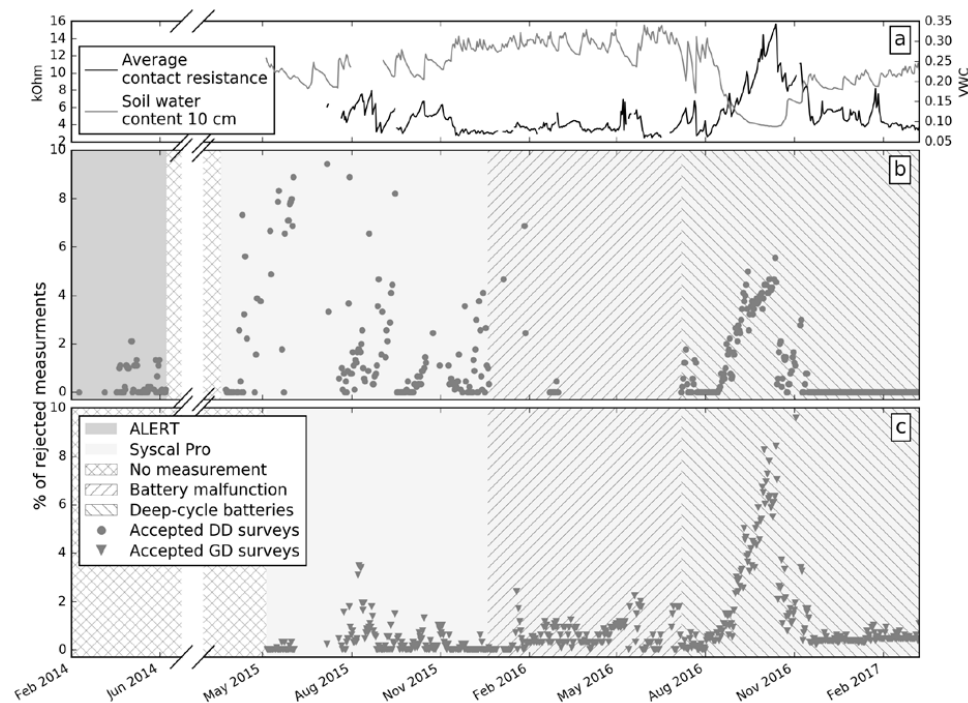 16
14
12
10
8
6
4
2
kOhm
Average
contact resistance
Soil water
content 10 cm
a
0.35
0.30
0.25
0.20
0.15
0.10
0.05
VWC
10
8
6
4
2
0
b
% of rejected measurments
10
8
6
4
2
0
c
ALERT
Syscal Pro
No measurement
Battery malfunction
Deep-cycle batteries
Accepted DD surveys
Accepted GD surveys
Feb 2014
Jun 2014
May 2015
Aug 2015
Nov 2015
Feb 2016
May 2016
Aug 2016
Nov 2016
Feb 2017